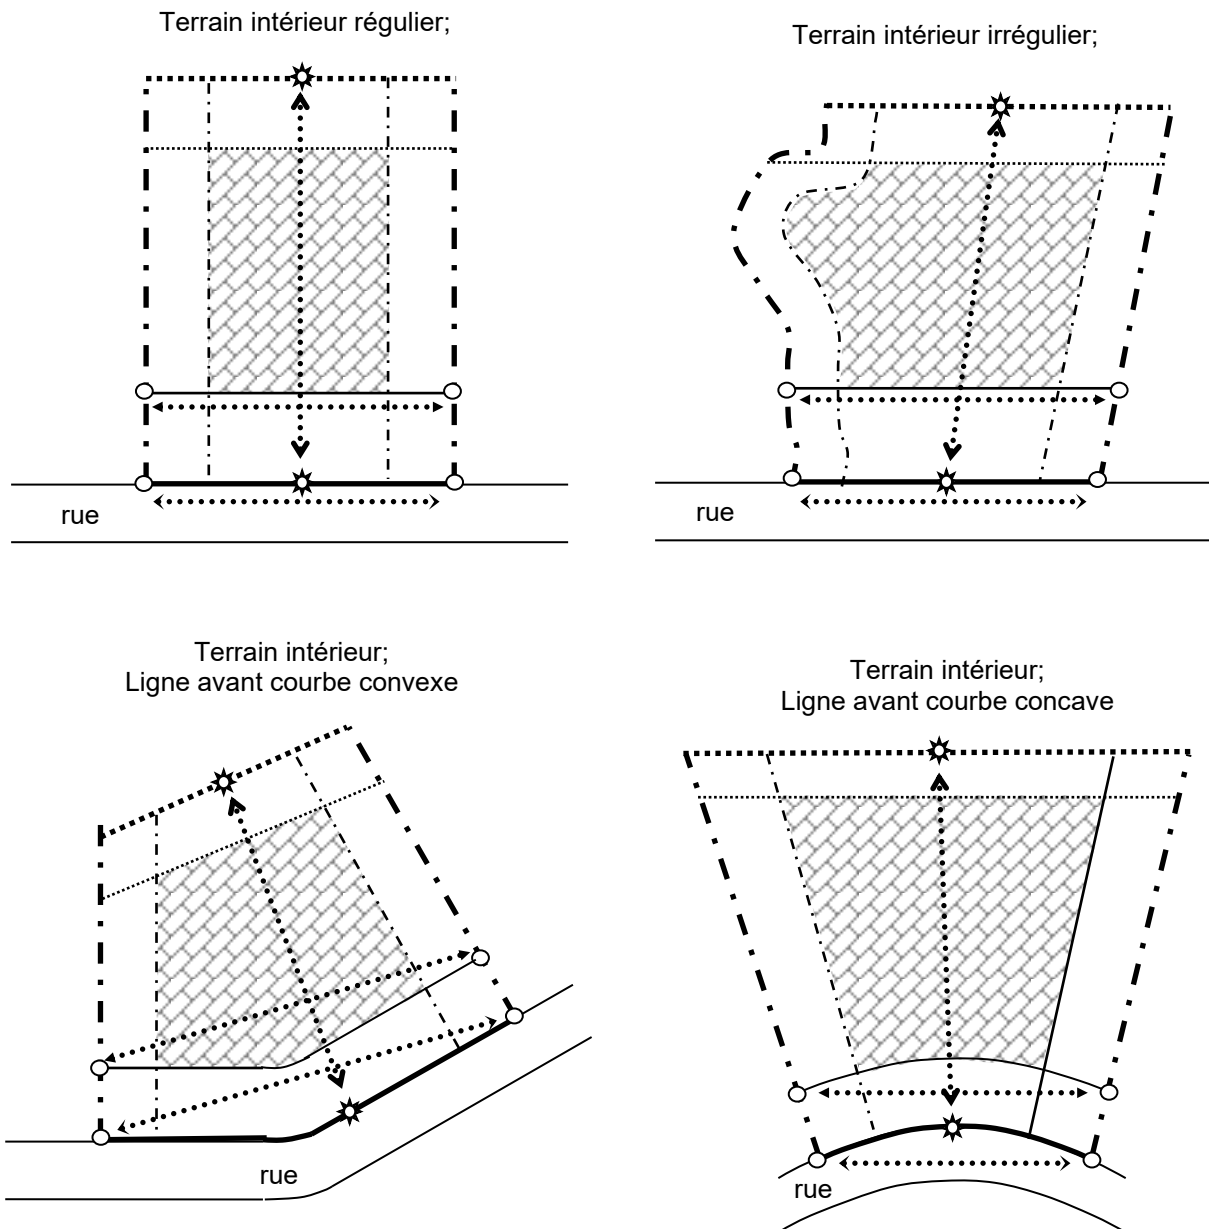 Terrain intérieur régulier;
Terrain intérieur irrégulier;
rue
rue
Terrain intérieur;
Ligne avant courbe convexe
Terrain intérieur;
Ligne avant courbe concave
rue
rue